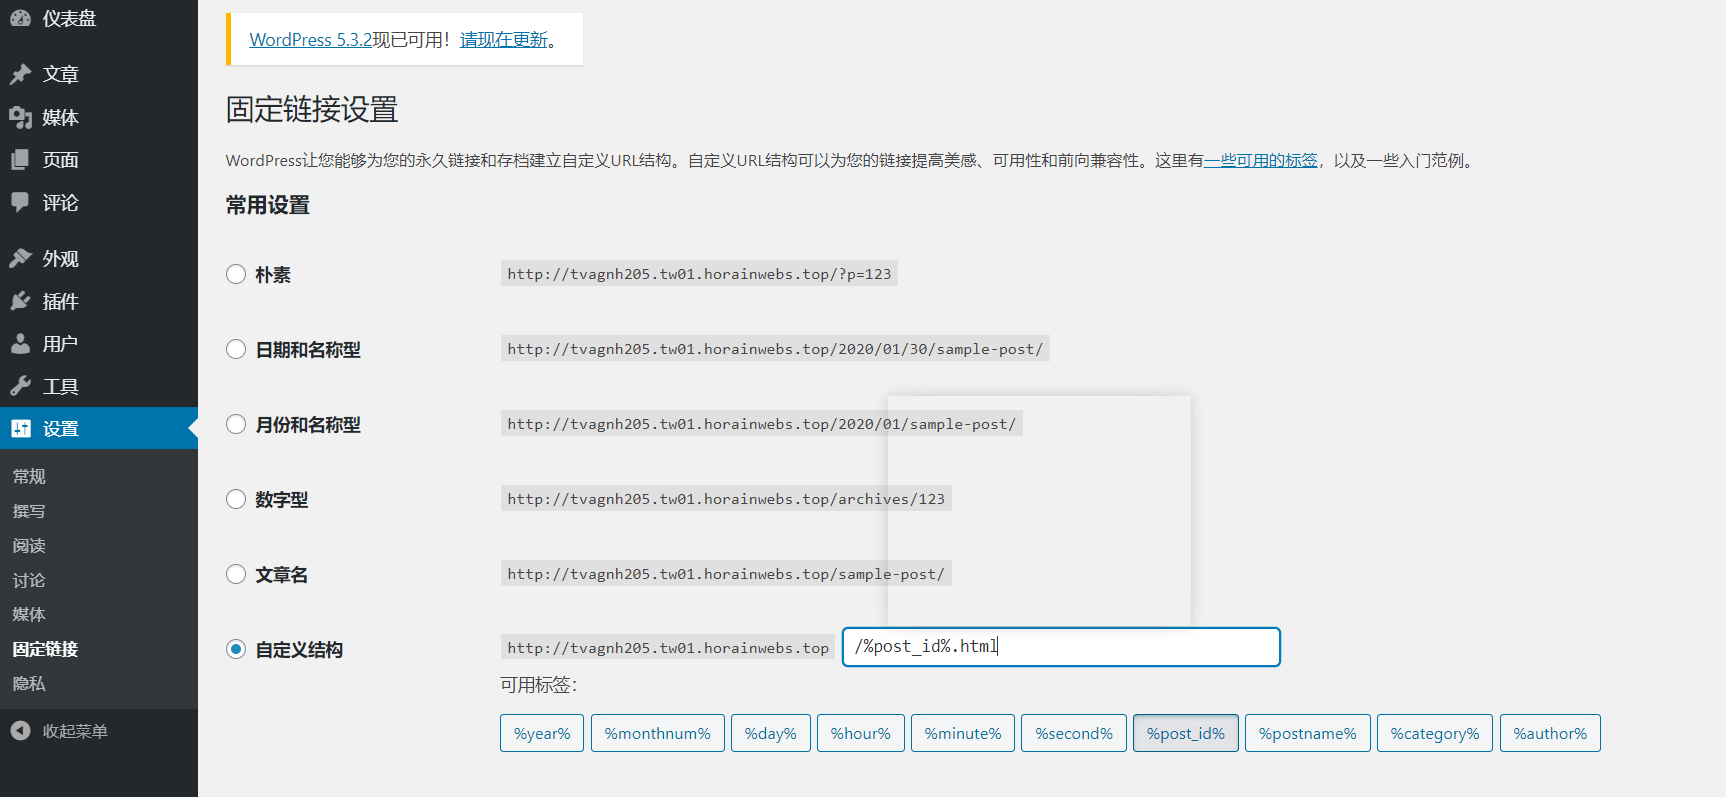 仪表盘
文章
媒体
页面
评论
外观
插件
用户
工具
设置
常规
撰写
阅读
讨论
媒体
固定链接
隐私
收起菜单
WordPress 5.3.2现已可用！请现在更新。
固定链接设置
WordPress让您能够为您的永久链接和存档建立自定义URL结构。自定义URL结构可以为您的链接提高美感、可用性和前向兼容性。这里有一些可用的标签，以及一些入门范例。
常用设置
朴素 http://tvagnh205.tw01.horainwebs.top/?p=123
日期和名称型 http://tvagnh205.tw01.horainwebs.top/2020/01/30/sample-post/
月份和名称型 http://tvagnh205.tw01.horainwebs.top/2020/01/sample-post/
数字型 http://tvagnh205.tw01.horainwebs.top/archives/123
文章名 http://tvagnh205.tw01.horainwebs.top/sample-post/
自定义结构 http://tvagnh205.tw01.horainwebs.top /%post_id%.html
可用标签：
%year% %monthnum% %day% %hour% %minute% %second% %post_id% %postname% %category% %author%